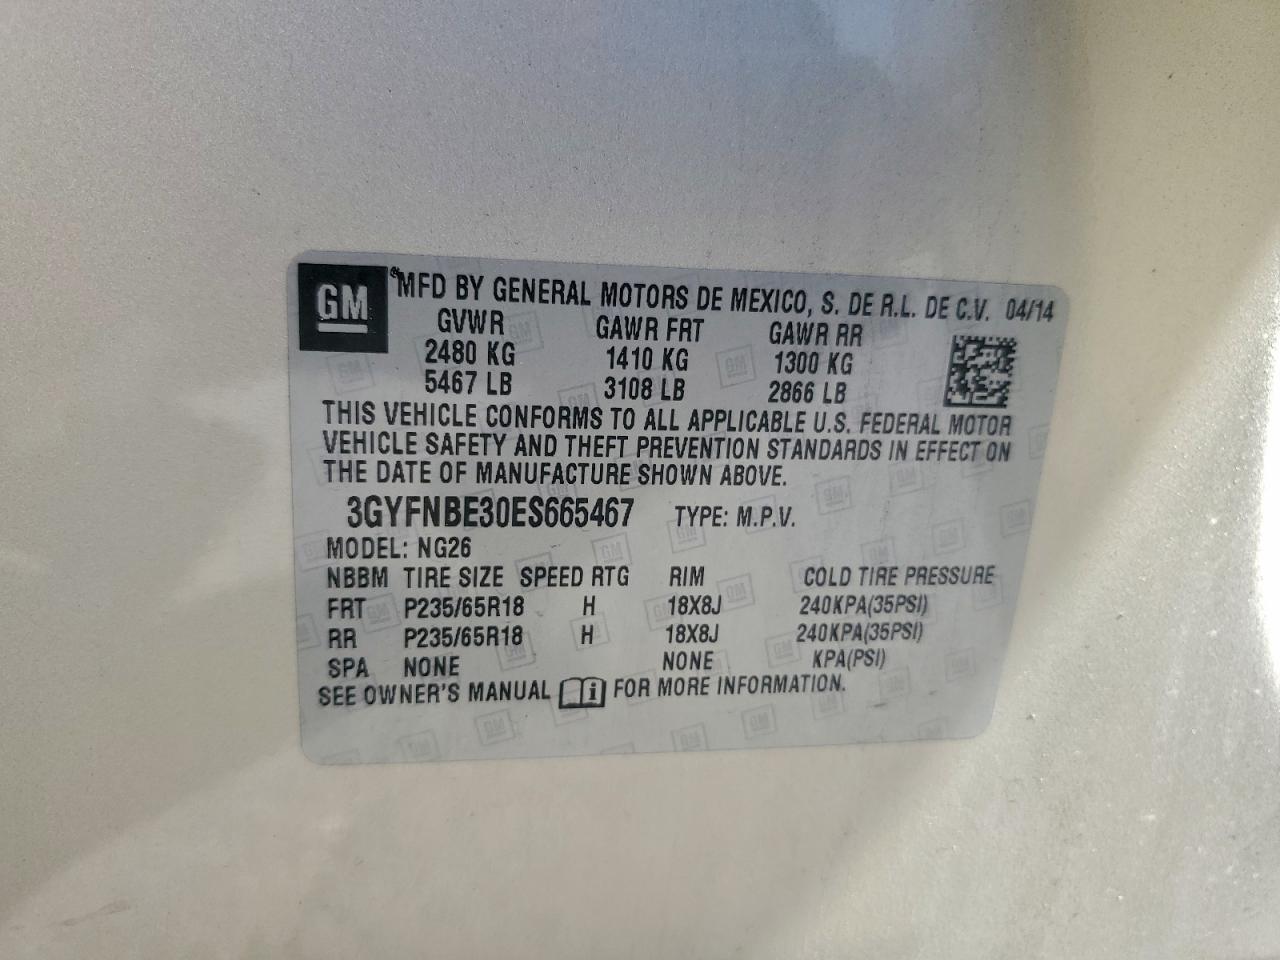 GM
®MFD BY GENERAL MOTORS DE MEXICO, S. DE R.L. DE C.V. 04/14
GVWR GAWR FRT GAWR RR
2480 KG 1410 KG 1300 KG
5467 LB 3108 LB 2866 LB
THIS VEHICLE CONFORMS TO ALL APPLICABLE U.S. FEDERAL MOTOR
VEHICLE SAFETY AND THEFT PREVENTION STANDARDS IN EFFECT ON
THE DATE OF MANUFACTURE SHOWN ABOVE.
3GYFNBE30ES665467 TYPE: M.P.V.
MODEL: NG26
NBBM TIRE SIZE SPEED RTG RIM COLD TIRE PRESSURE
FRT P235/65R18 H 18X8J 240KPA(35PSI)
RR P235/65R18 H 18X8J 240KPA(35PSI)
SPA NONE NONE KPA(PSI)
SEE OWNER'S MANUAL FOR MORE INFORMATION.